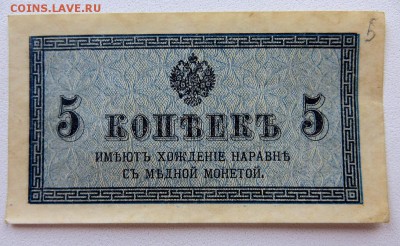 COINS.LAVE.RU
5
5 КОПѢЕКЪ 5
ИМѢЮТЪ ХОЖДЕНІЕ НАРАВНѢ
СЪ МѢДНОЙ МОНЕТОЙ.